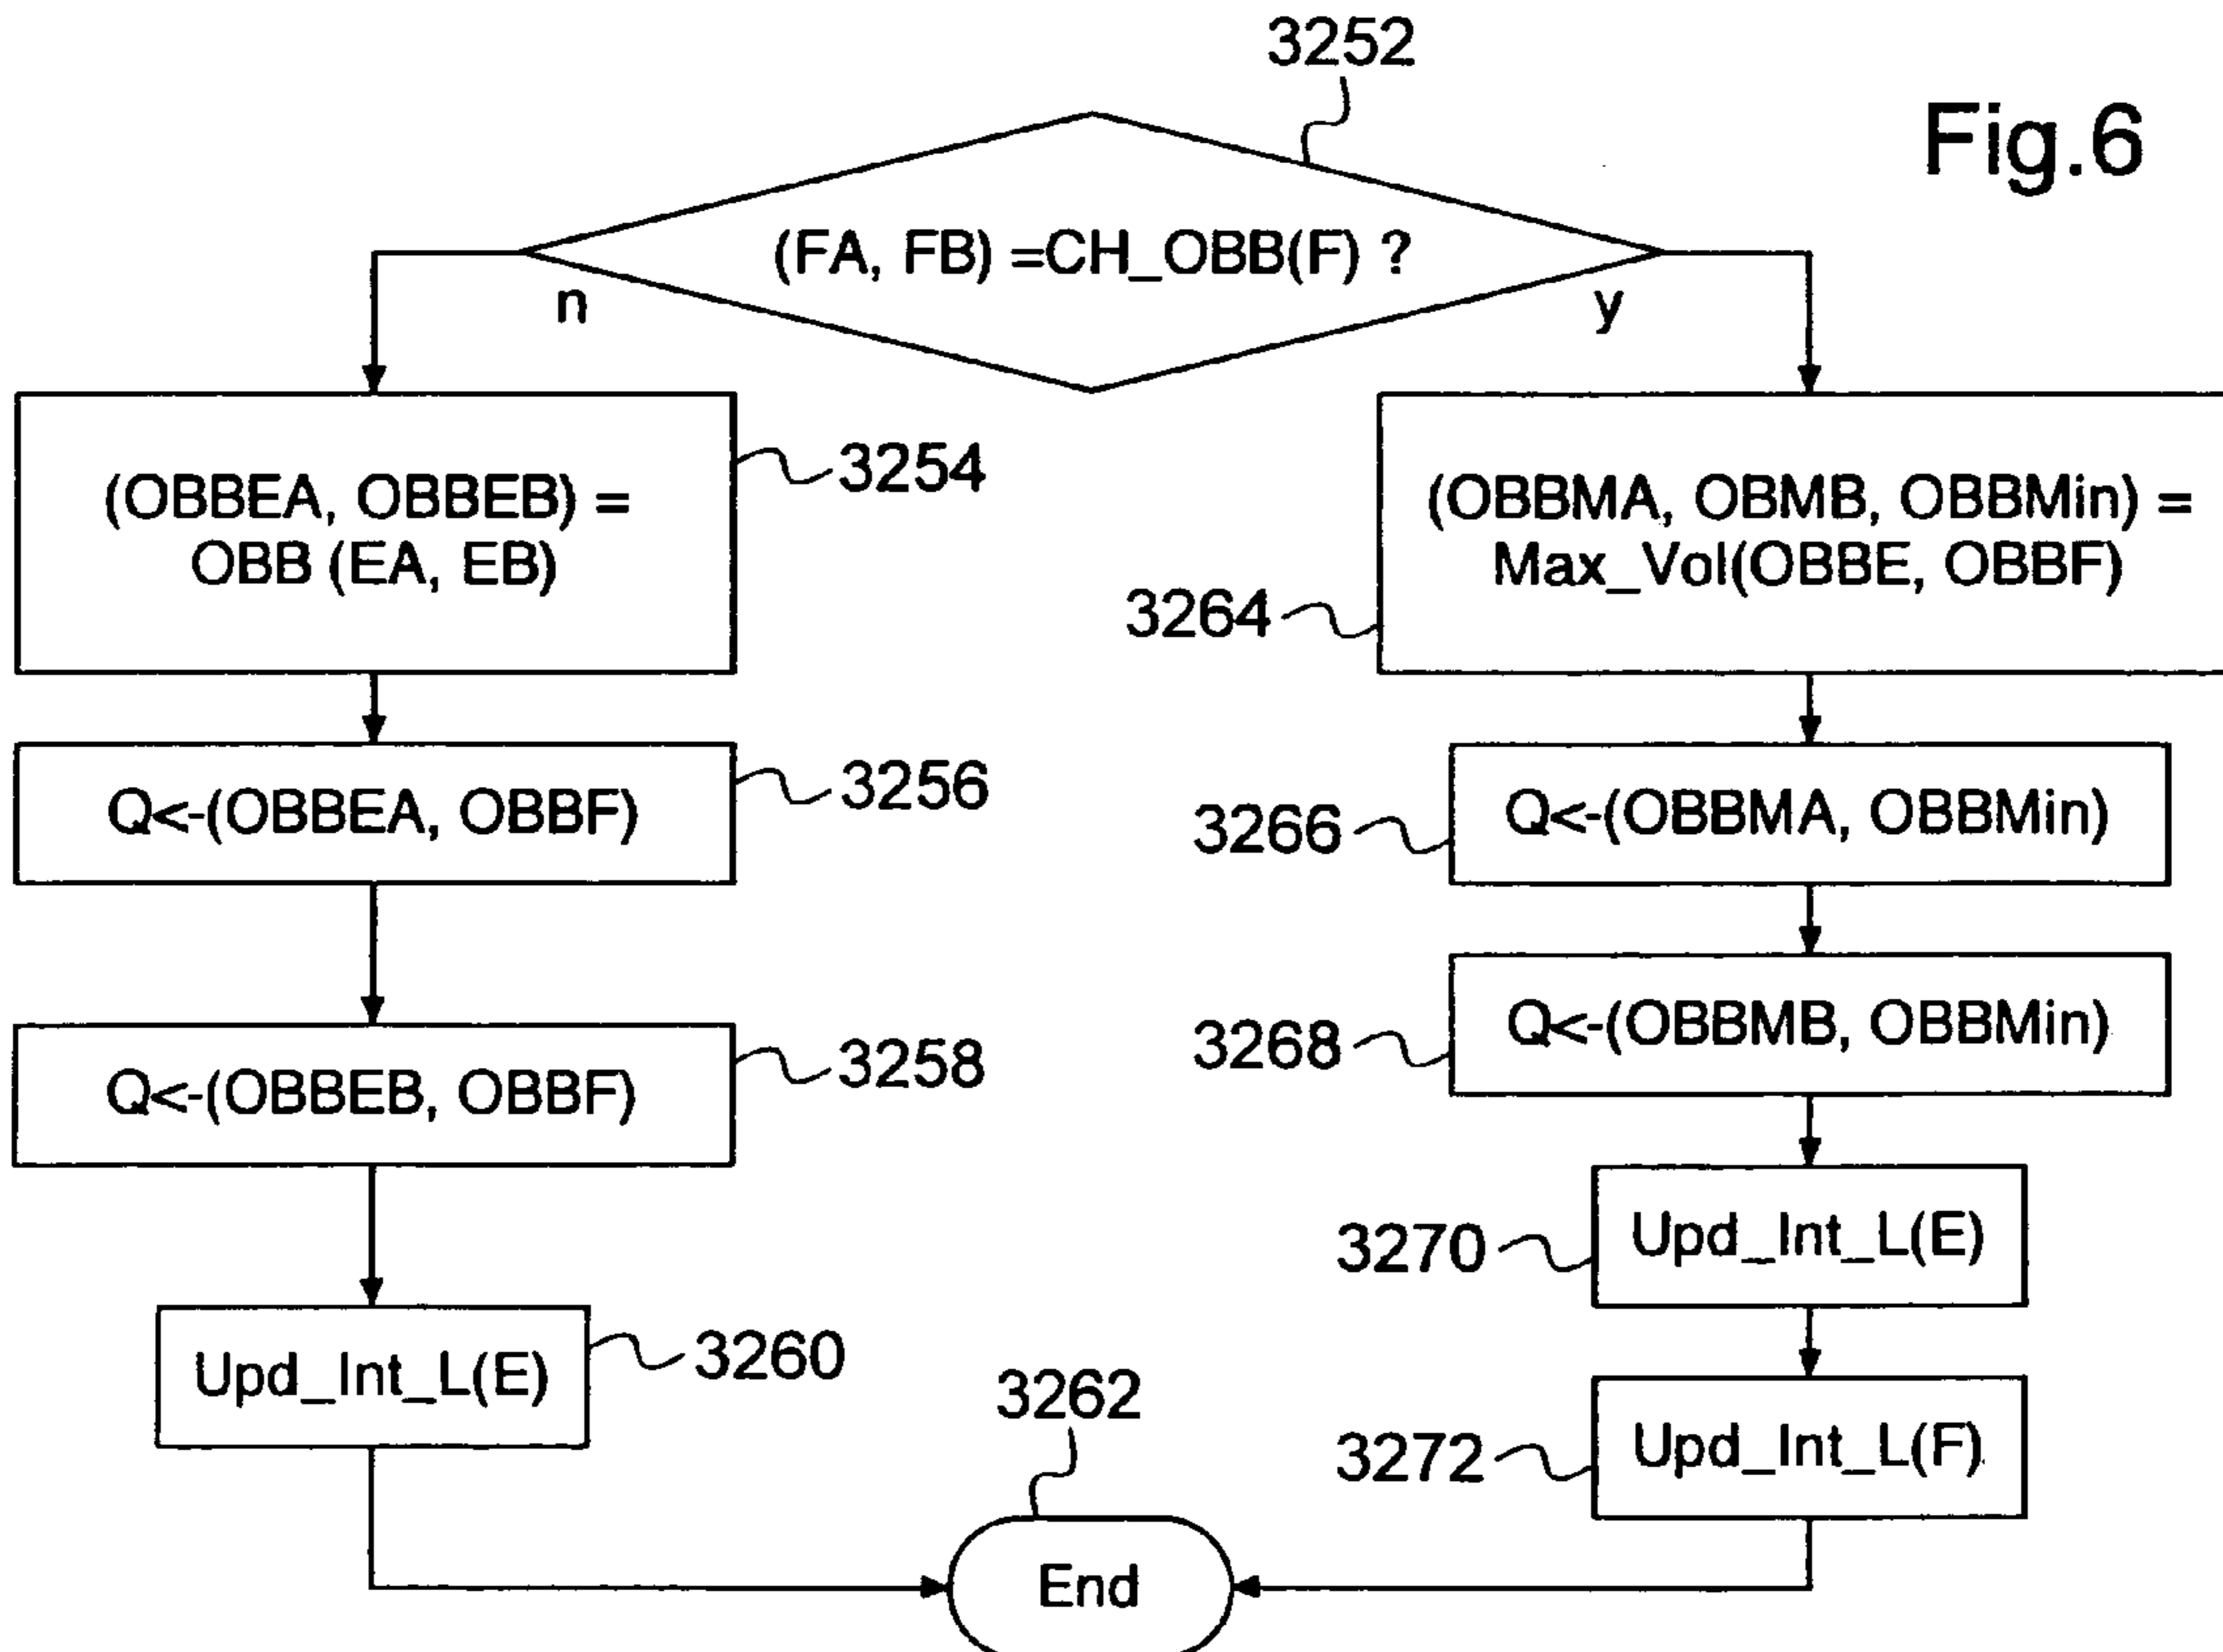 3252
Fig.6
(FA, FB) =CH_OBB(F) ?
n
y
(OBBEA, OBBEB) =
OBB (EA, EB)
3254
(OBBMA, OBMB, OBBMin) =
Max_Vol(OBBE, OBBF)
3264
Q<-(OBBEA, OBBF)
3256
Q<-(OBBMA, OBBMin)
3266
Q<-(OBBEB, OBBF)
3258
Q<-(OBBMB, OBBMin)
3268
Upd_Int_L(E)
3270
Upd_Int_L(E)
3260
Upd_Int_L(F)
3272
3262
End